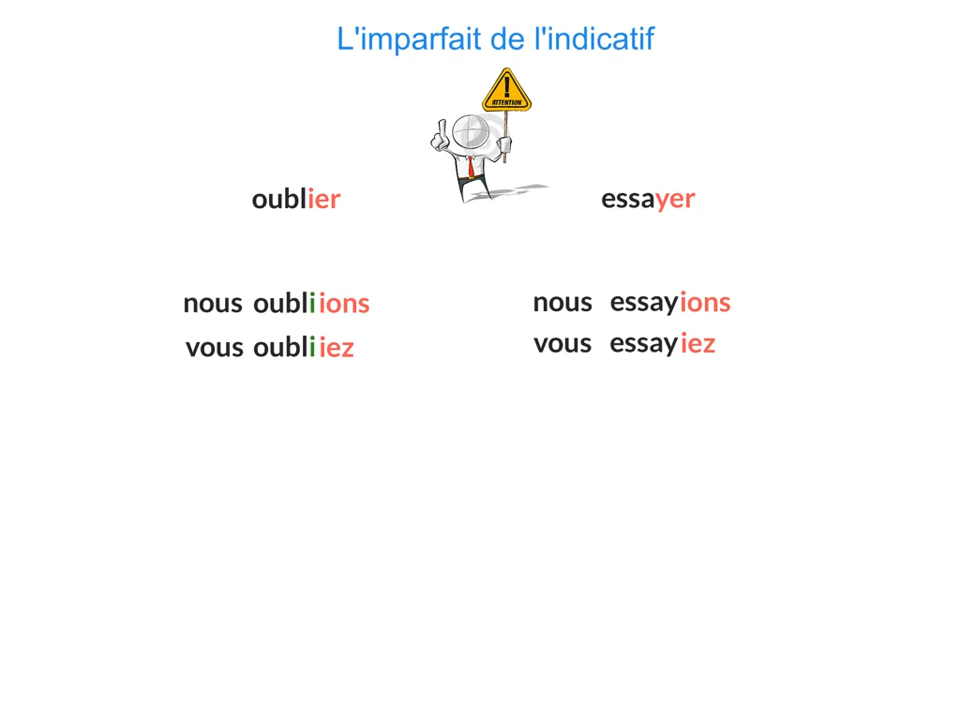 L'imparfait de l'indicatif
ATTENTION
oublier
essayer
nous oubliions
vous oubliiez
nous essayions
vous essayiez